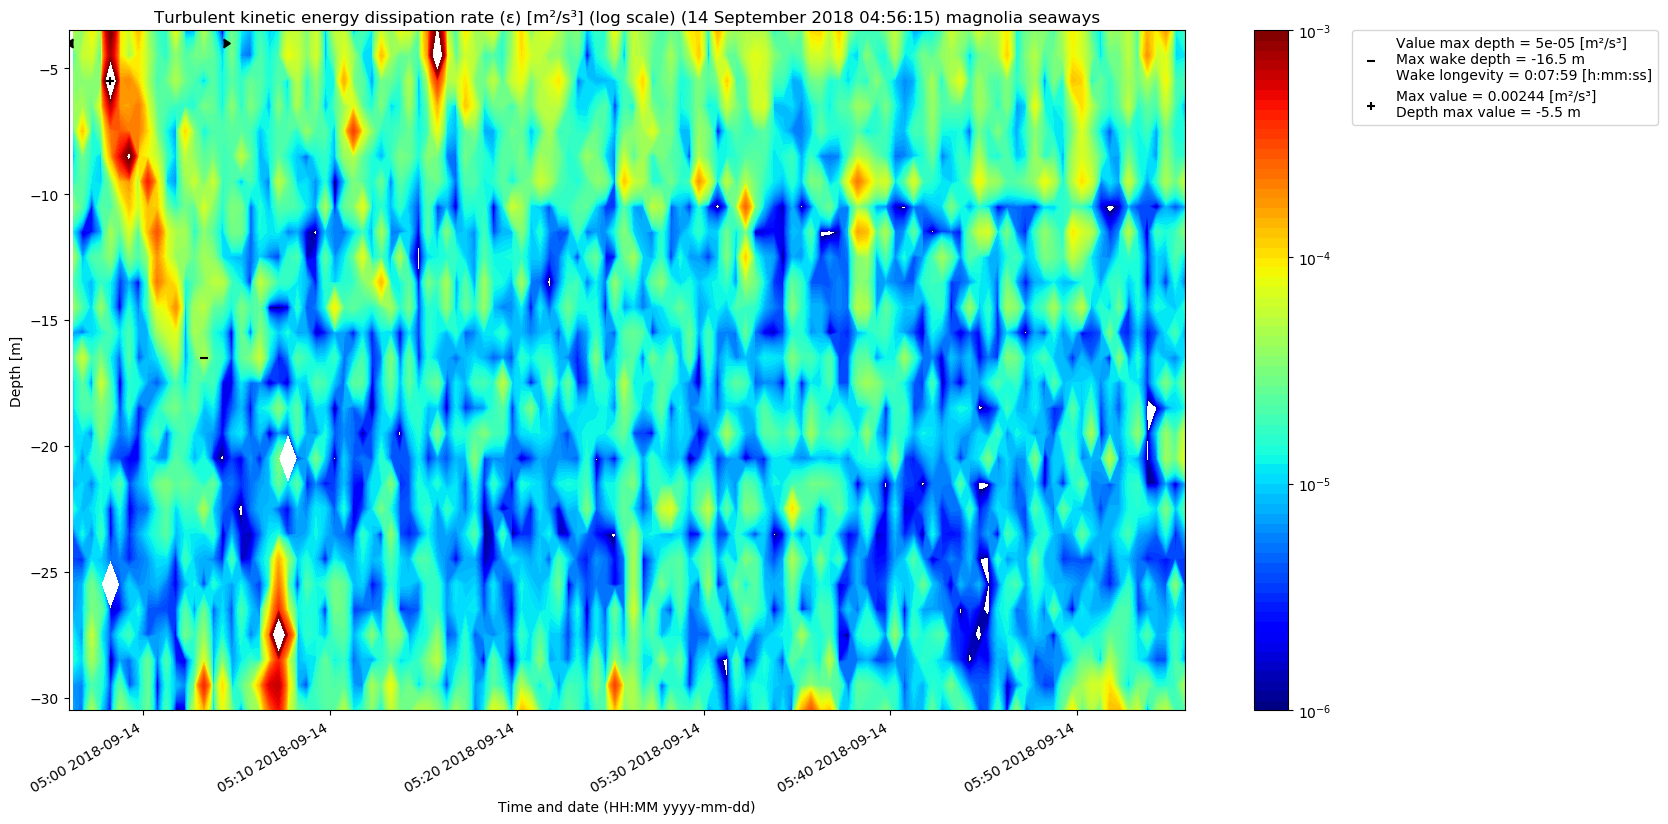 Turbulent kinetic energy dissipation rate (ε) [m²/s³] (log scale) (14 September 2018 04:56:15) magnolia seaways
Depth [m]
−5
−10
−15
−20
−25
−30
05:00 2018-09-14
05:10 2018-09-14
05:20 2018-09-14
05:30 2018-09-14
05:40 2018-09-14
05:50 2018-09-14
Time and date (HH:MM yyyy-mm-dd)
10⁻³
10⁻⁴
10⁻⁵
10⁻⁶
Value max depth = 5e-05 [m²/s³]
Max wake depth = -16.5 m
Wake longevity = 0:07:59 [h:mm:ss]
Max value = 0.00244 [m²/s³]
Depth max value = -5.5 m